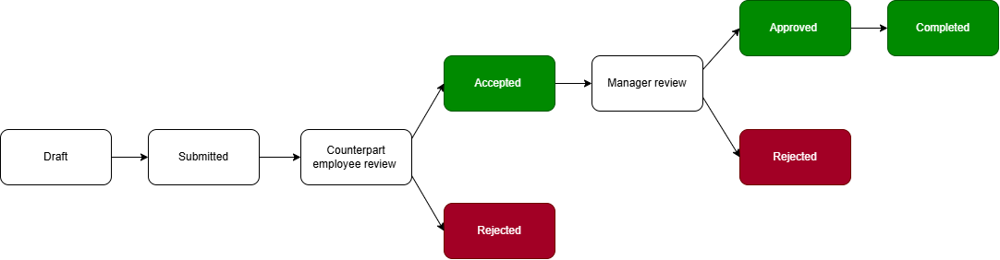 Draft
Submitted
Counterpart
employee review
Accepted
Rejected
Manager review
Approved
Rejected
Completed